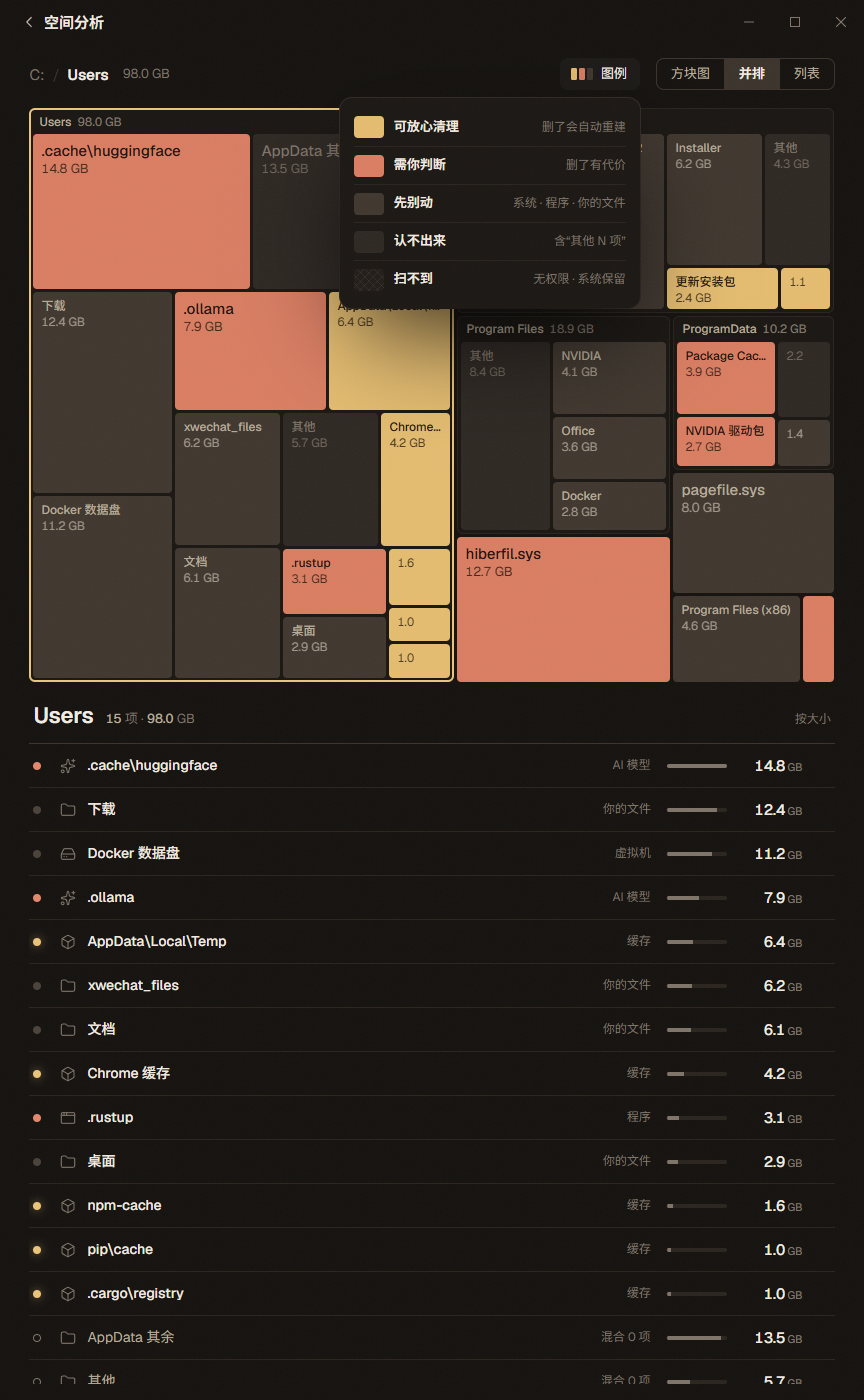 空间分析
C: / Users 98.0 GB
图例
方块图 并排 列表
可放心清理 删了会自动重建
需你判断 删了有代价
先别动 系统 · 程序 · 你的文件
认不出来 含“其他 N 项”
扫不到 无权限 · 系统保留
Users 98.0 GB
.cache\huggingface
14.8 GB
AppData 其
13.5 GB
下载
12.4 GB
.ollama
7.9 GB
6.4 GB
xwechat_files
6.2 GB
其他
5.7 GB
Chrome...
4.2 GB
Docker 数据盘
11.2 GB
文档
6.1 GB
.rustup
3.1 GB
桌面
2.9 GB
1.6
1.0
1.0
Installer
6.2 GB
其他
4.3 GB
更新安装包
2.4 GB
1.1
Program Files 18.9 GB
其他
8.4 GB
NVIDIA
4.1 GB
Office
3.6 GB
Docker
2.8 GB
ProgramData 10.2 GB
Package Cac...
3.9 GB
2.2
NVIDIA 驱动包
2.7 GB
1.4
hiberfil.sys
12.7 GB
pagefile.sys
8.0 GB
Program Files (x86)
4.6 GB
Users 15 项 · 98.0 GB 按大小
.cache\huggingface AI 模型 14.8 GB
下载 你的文件 12.4 GB
Docker 数据盘 虚拟机 11.2 GB
.ollama AI 模型 7.9 GB
AppData\Local\Temp 缓存 6.4 GB
xwechat_files 你的文件 6.2 GB
文档 你的文件 6.1 GB
Chrome 缓存 缓存 4.2 GB
.rustup 程序 3.1 GB
桌面 你的文件 2.9 GB
npm-cache 缓存 1.6 GB
pip\cache 缓存 1.0 GB
.cargo\registry 缓存 1.0 GB
AppData 其余 混合 0 项 13.5 GB
其他 混合 0 项 5.7 GB